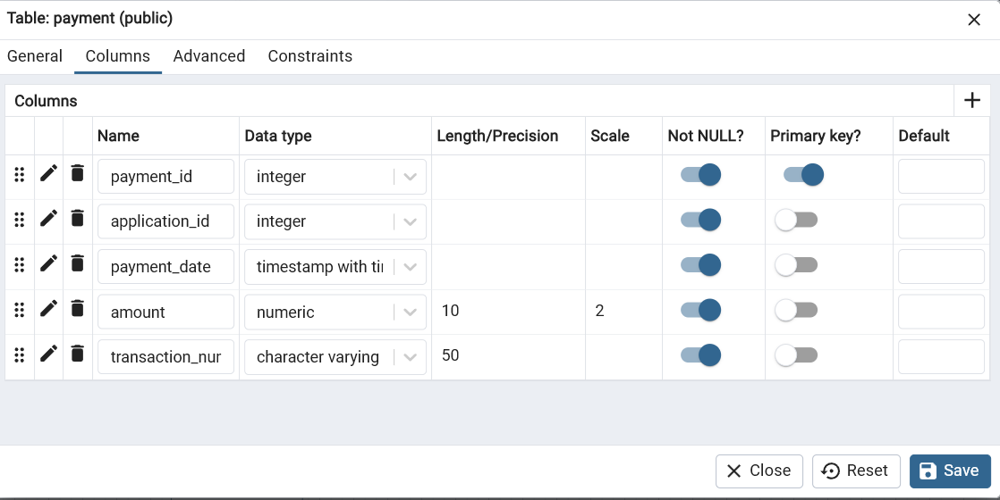 Table: payment (public)
General Columns Advanced Constraints
Columns
Name Data type Length/Precision Scale Not NULL? Primary key? Default
payment_id integer
application_id integer
payment_date timestamp with ti
amount numeric 10 2
transaction_nur character varying 50
Close Reset Save